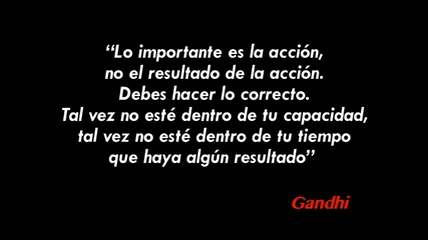 “Lo importante es la acción,
no el resultado de la acción.
Debes hacer lo correcto.
Tal vez no esté dentro de tu capacidad,
tal vez no esté dentro de tu tiempo
que haya algún resultado”
Gandhi